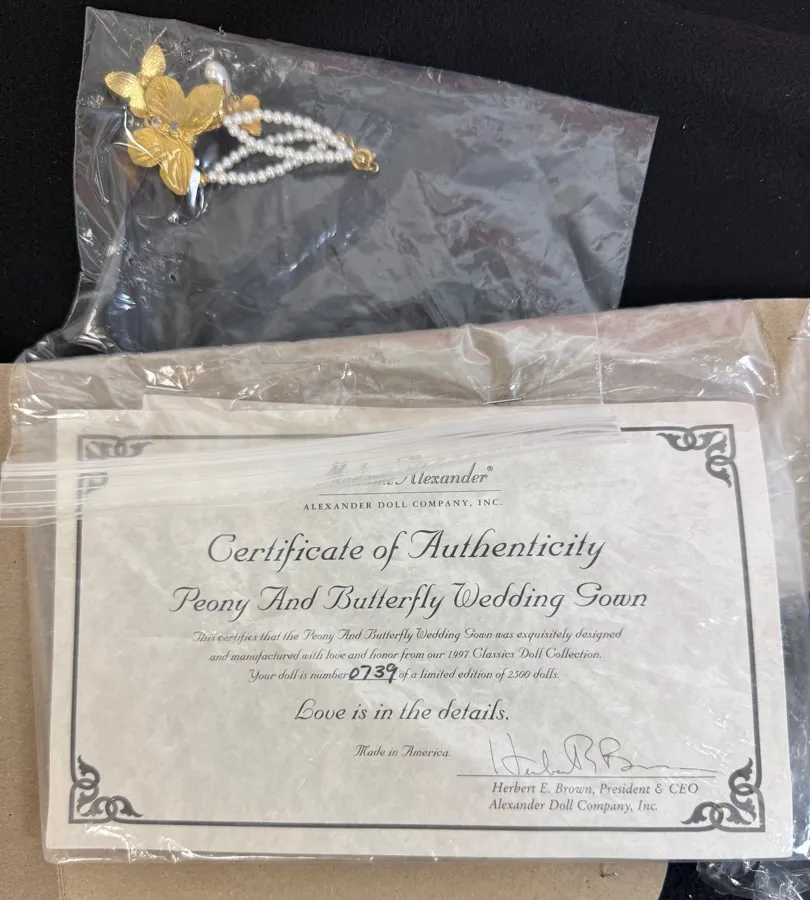 Madame Alexander®
ALEXANDER DOLL COMPANY, INC.
Certificate of Authenticity
Peony And Butterfly Wedding Gown
This certifies that the Peony And Butterfly Wedding Gown was exquisitely designed
and manufactured with love and honor from our 1997 Classics Doll Collection.
Your doll is number 0739 of a limited edition of 2500 dolls.
Love is in the details.
Made in America.
Herbert E. Brown, President & CEO
Alexander Doll Company, Inc.